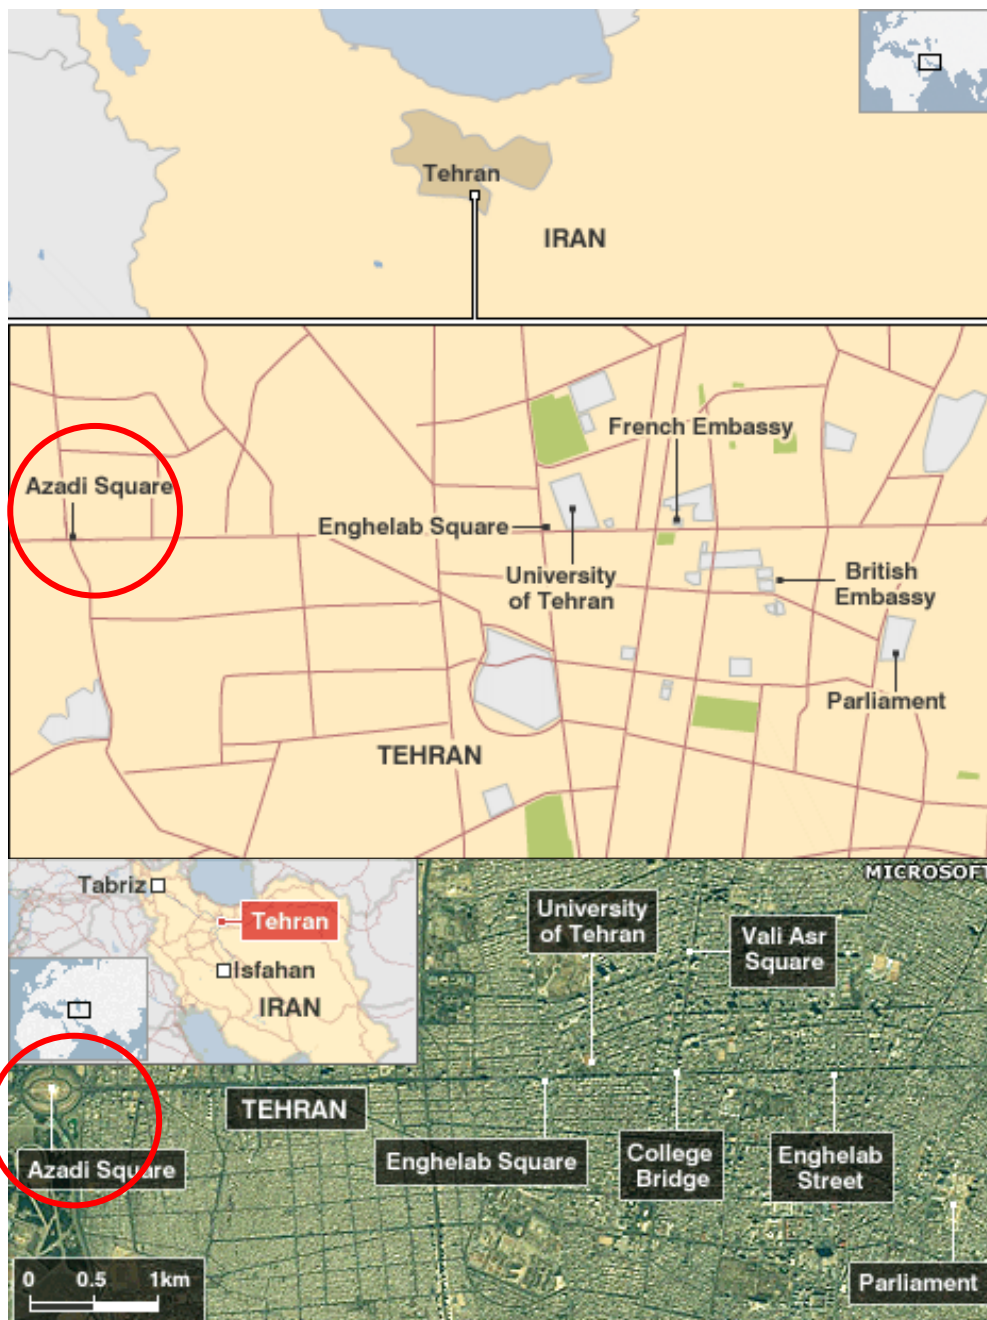 Tehran
IRAN
Azadi Square
French Embassy
Enghelab Square
University
of Tehran
British
Embassy
Parliament
TEHRAN
MICROSOFT
Tabriz
Tehran
Isfahan
IRAN
University
of Tehran
Vali Asr
Square
TEHRAN
Azadi Square
Enghelab Square
College
Bridge
Enghelab
Street
Parliament
0 0.5 1km